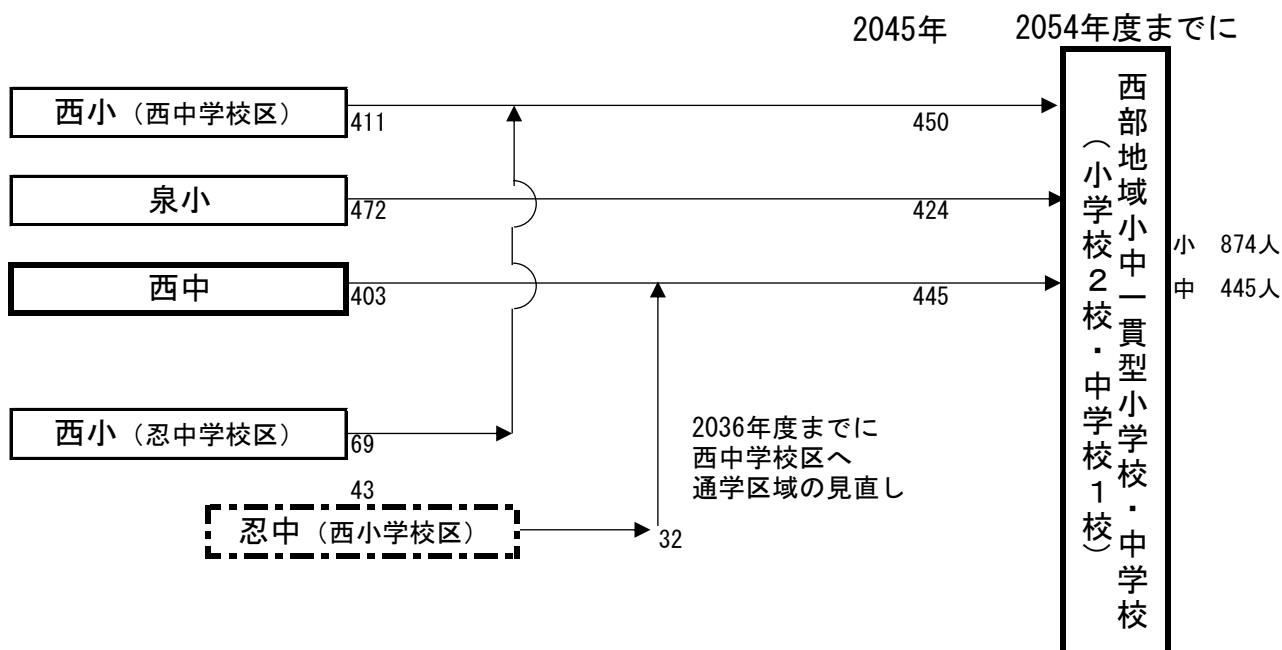 2045年 2054年度までに
西小（西中学校区）
411
450
泉小
472
424
西中
403
445
西小（忍中学校区）
69
43
忍中（西小学校区）
32
2036年度までに
西中学校区へ
通学区域の見直し
西部地域小中一貫型小学校・中学校
（小学校２校・中学校１校）
小 874人
中 445人